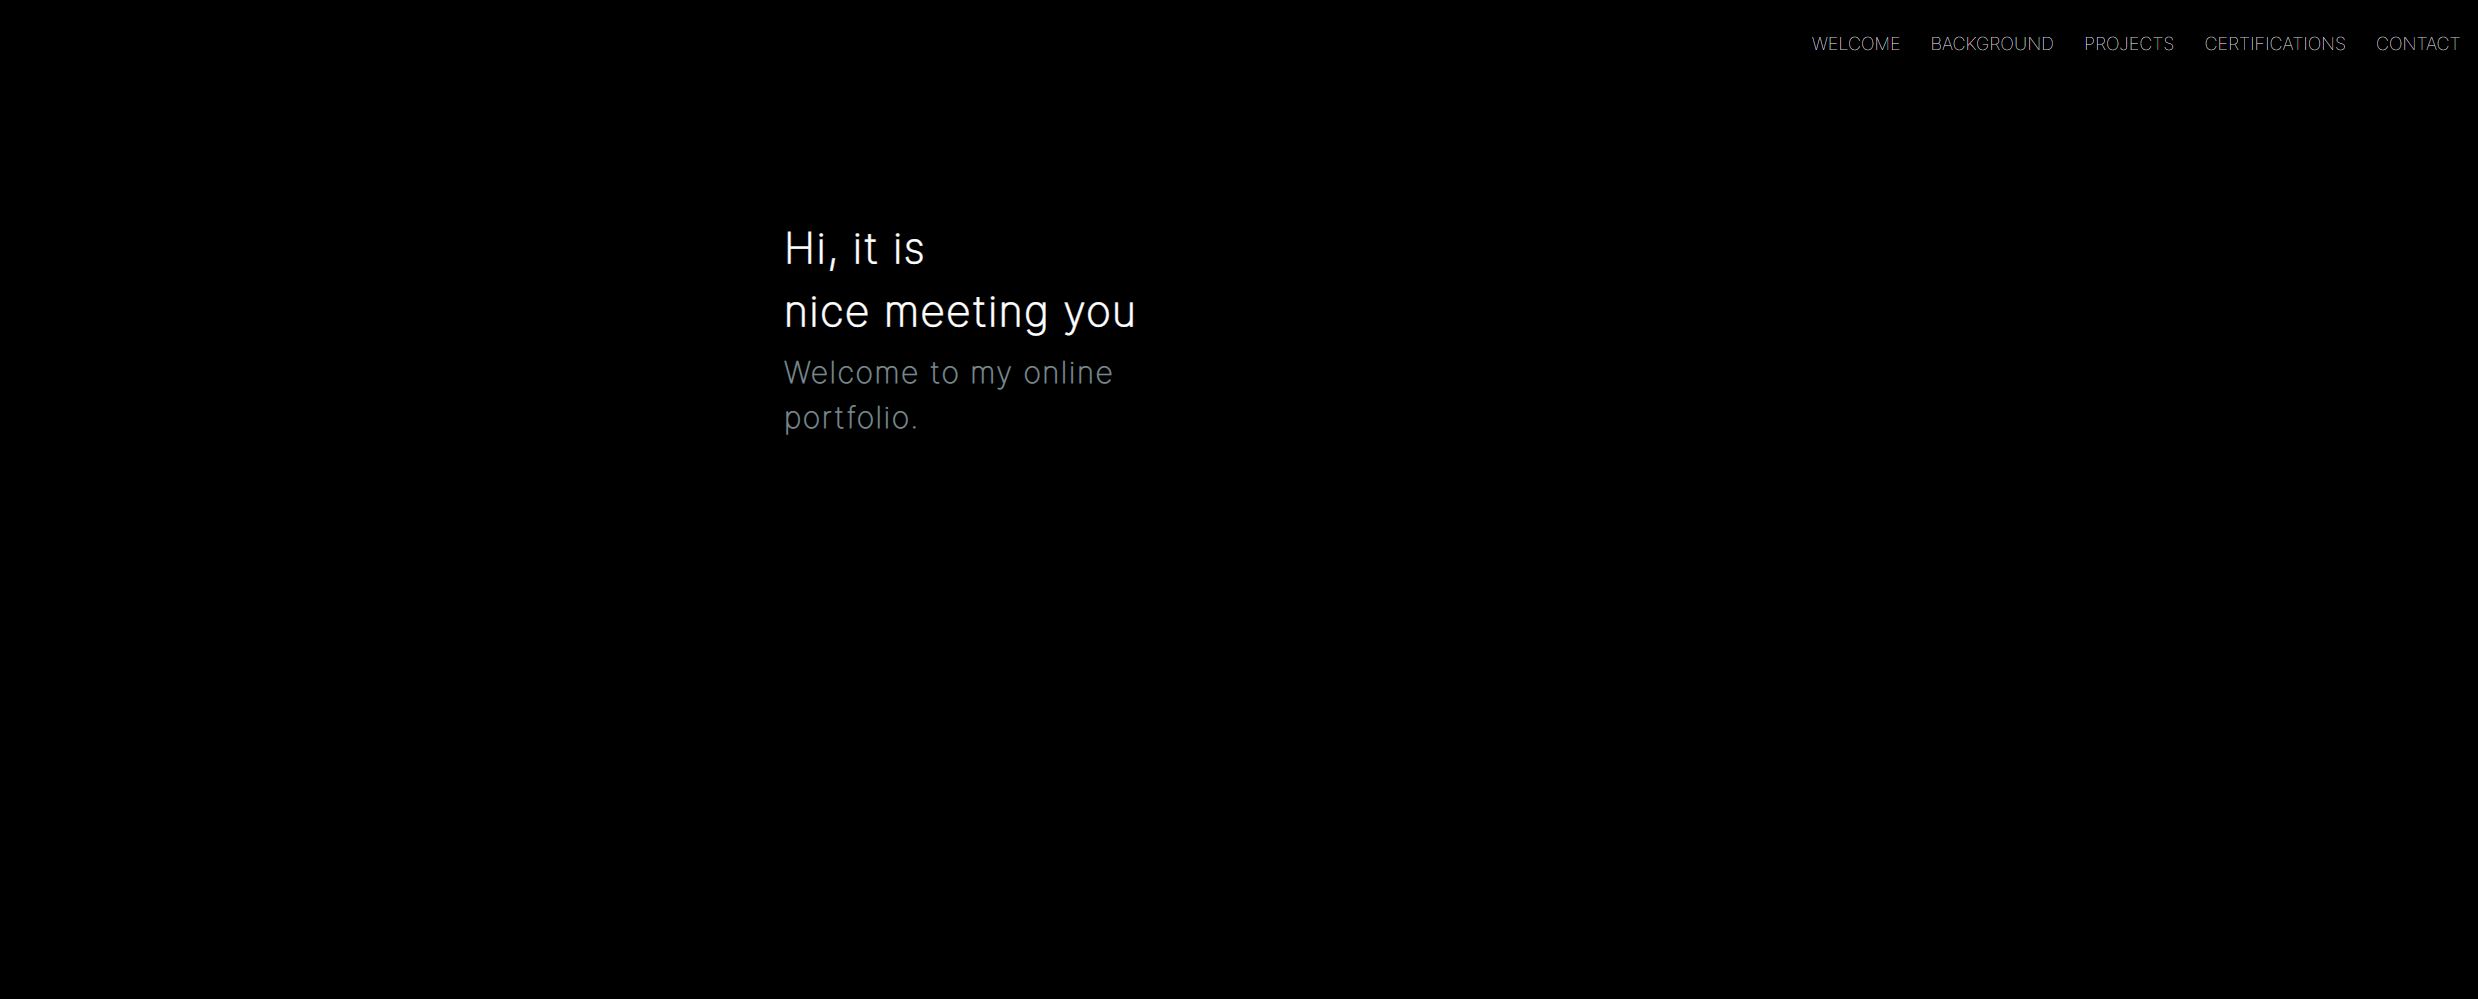 WELCOME BACKGROUND PROJECTS CERTIFICATIONS CONTACT
Hi, it is
nice meeting you
Welcome to my online
portfolio.